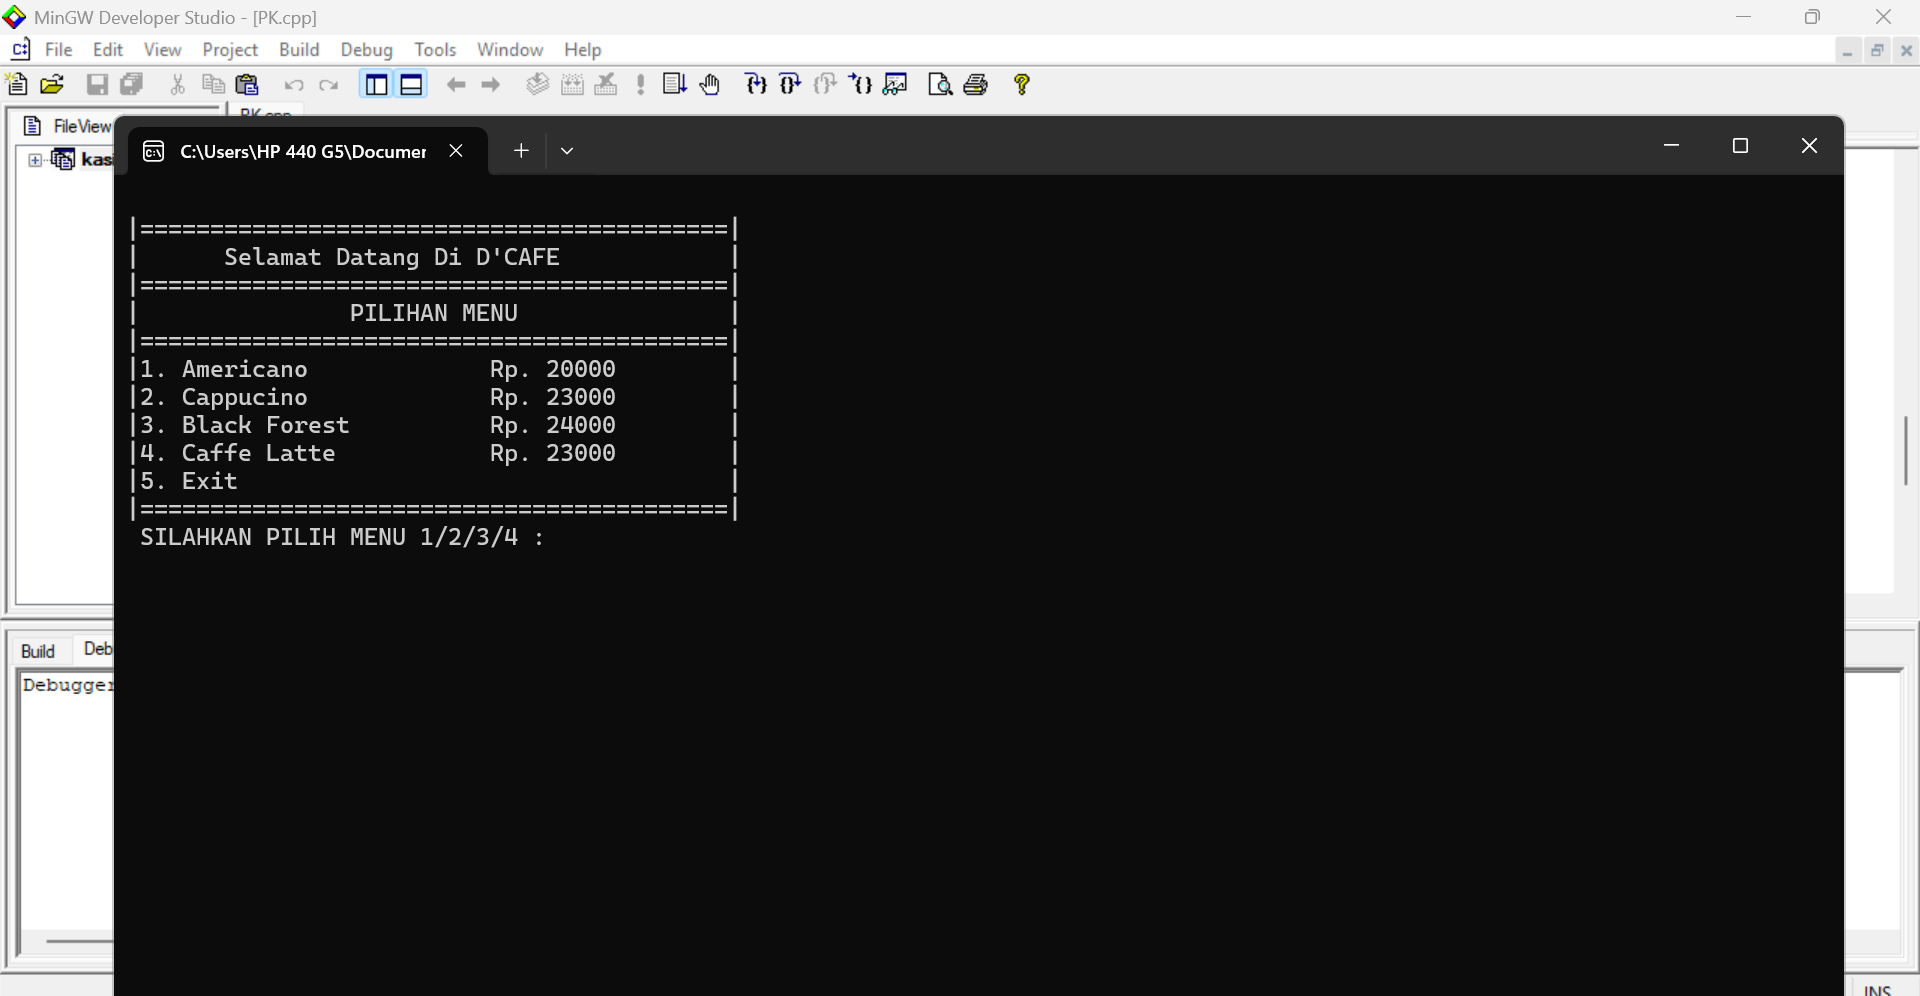 MinGW Developer Studio - [PK.cpp]
File Edit View Project Build Debug Tools Window Help
FileView
C:\Users\HP 440 G5\Documer
|==========================================|
| Selamat Datang Di D'CAFE |
|==========================================|
| PILIHAN MENU |
|==========================================|
|1. Americano Rp. 20000 |
|2. Cappucino Rp. 23000 |
|3. Black Forest Rp. 24000 |
|4. Caffe Latte Rp. 23000 |
|5. Exit |
|==========================================|
SILAHKAN PILIH MENU 1/2/3/4 :
Build Deb
Debugger
INS